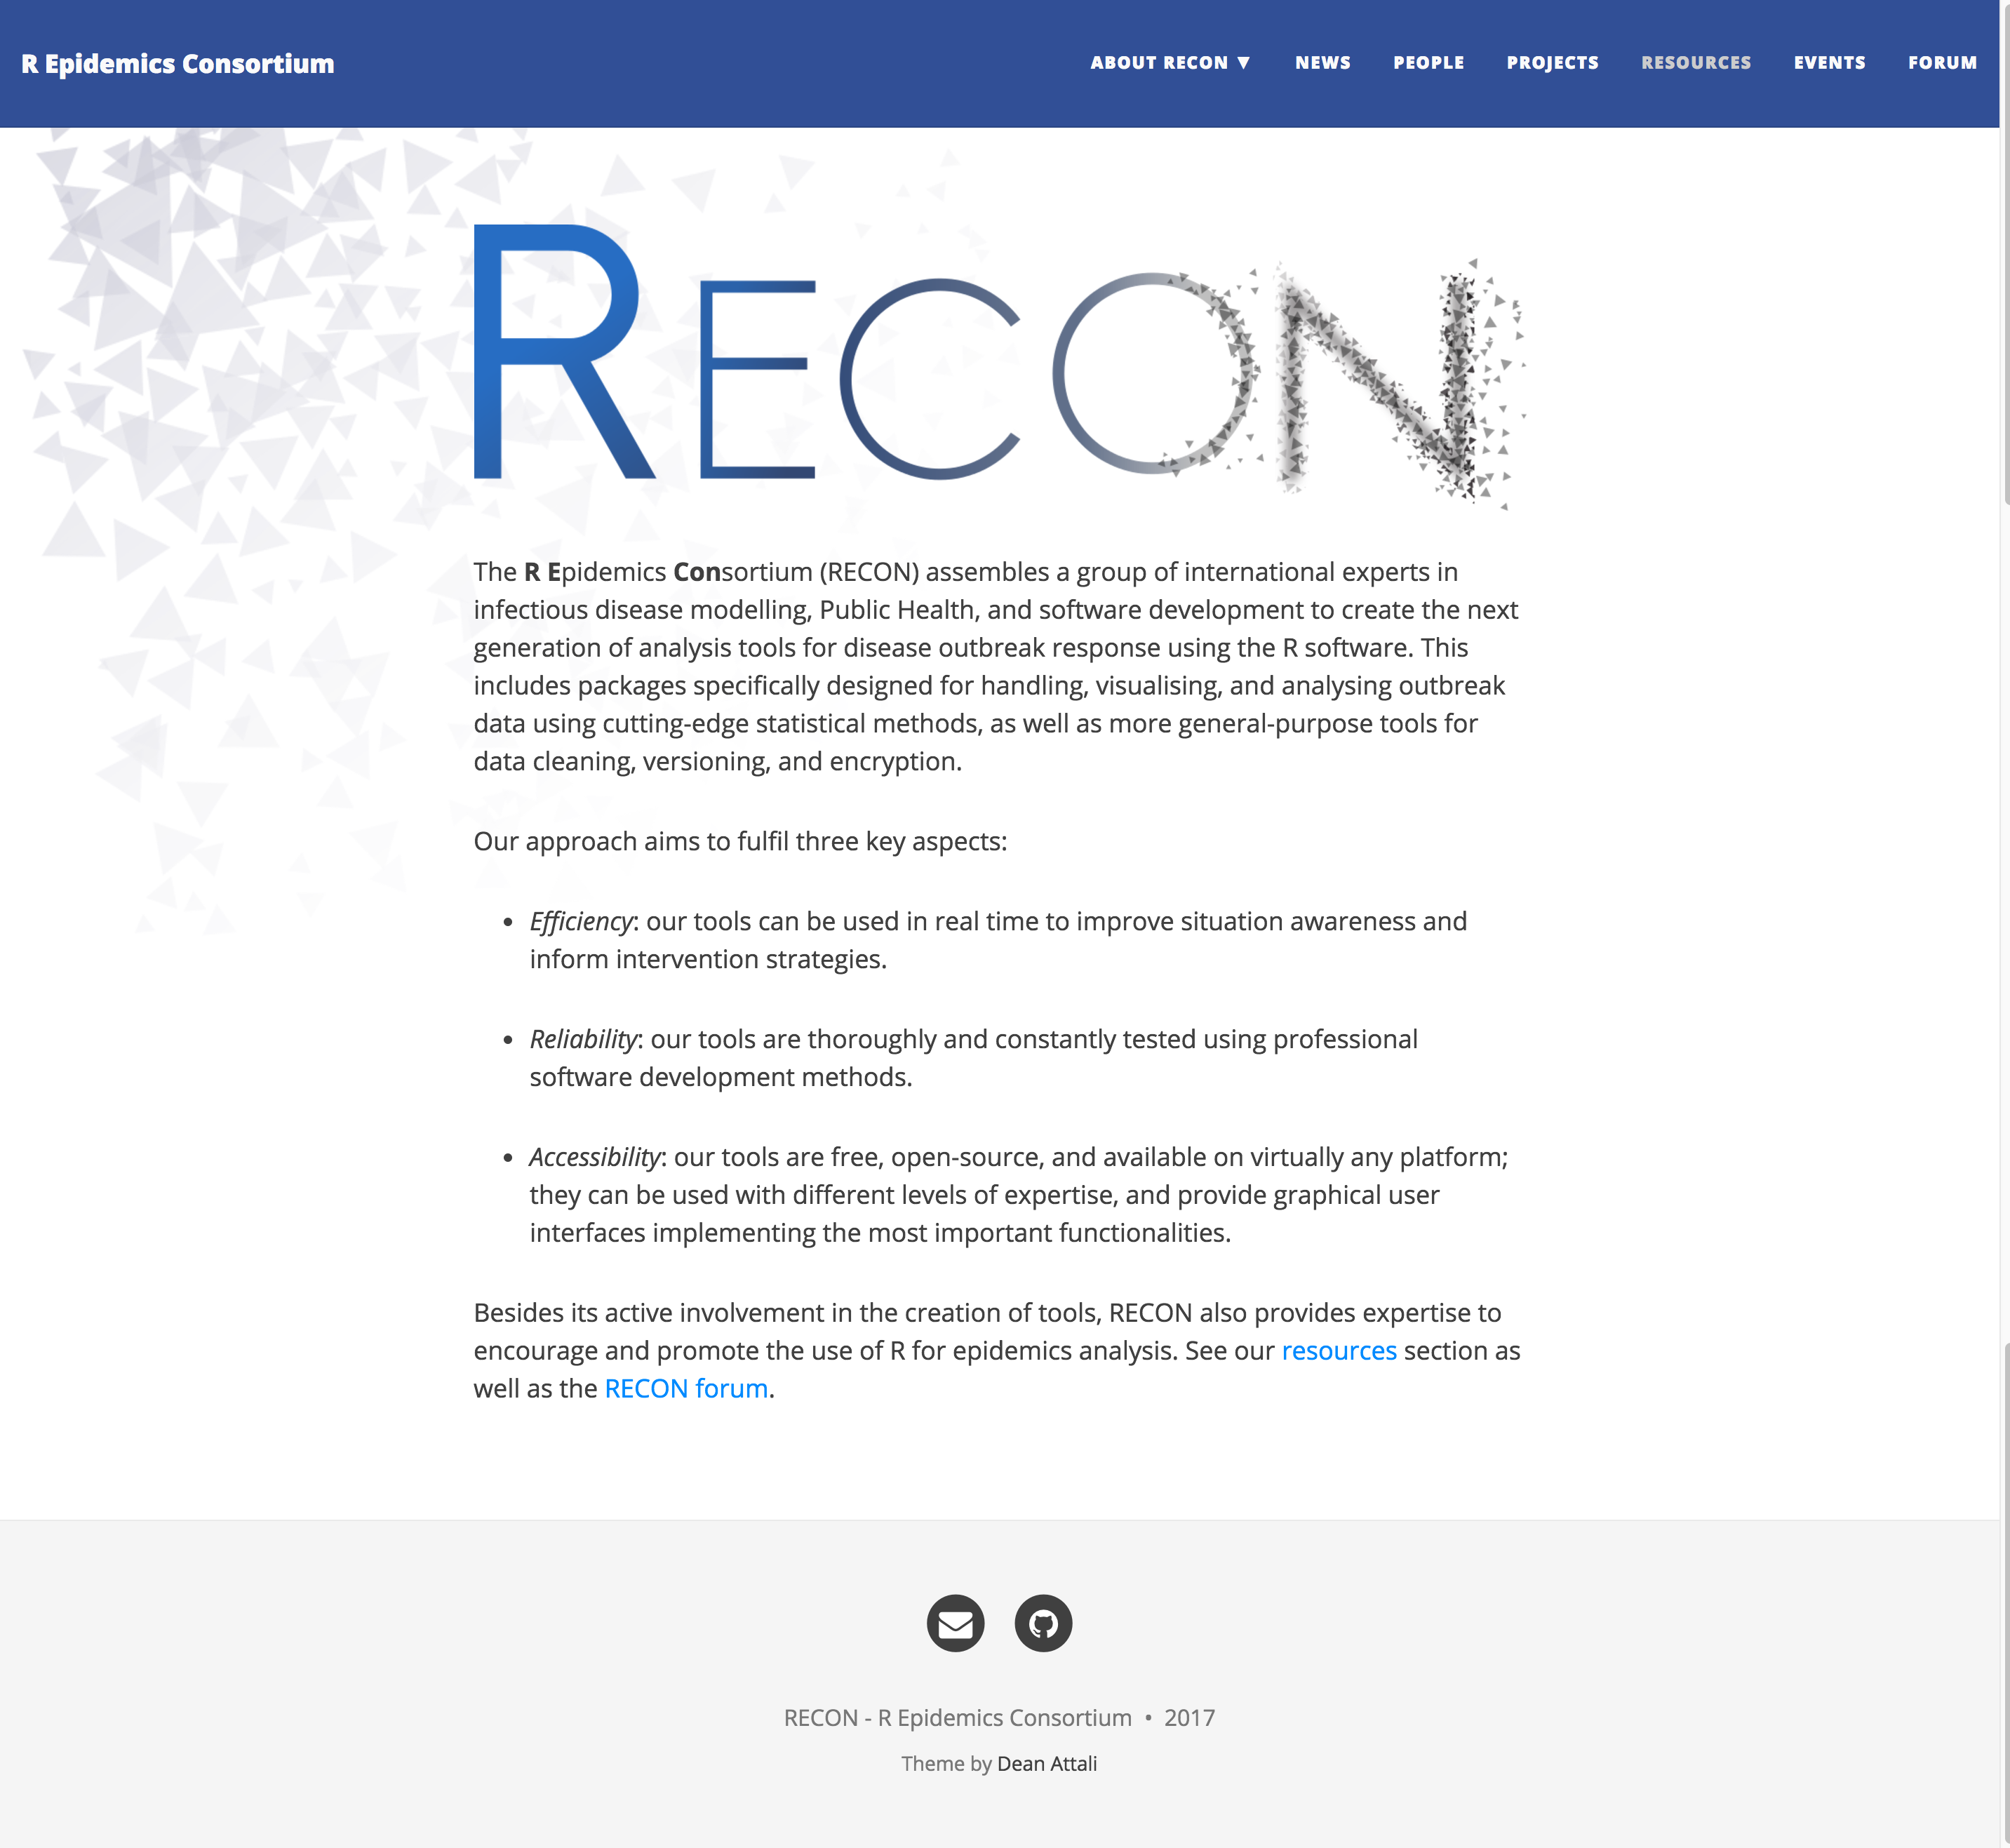 R Epidemics Consortium
ABOUT RECON ▼ NEWS PEOPLE PROJECTS RESOURCES EVENTS FORUM
RECON
The R Epidemics Consortium (RECON) assembles a group of international experts in
infectious disease modelling, Public Health, and software development to create the next
generation of analysis tools for disease outbreak response using the R software. This
includes packages specifically designed for handling, visualising, and analysing outbreak
data using cutting-edge statistical methods, as well as more general-purpose tools for
data cleaning, versioning, and encryption.
Our approach aims to fulfil three key aspects:
• Efficiency: our tools can be used in real time to improve situation awareness and
inform intervention strategies.
• Reliability: our tools are thoroughly and constantly tested using professional
software development methods.
• Accessibility: our tools are free, open-source, and available on virtually any platform;
they can be used with different levels of expertise, and provide graphical user
interfaces implementing the most important functionalities.
Besides its active involvement in the creation of tools, RECON also provides expertise to
encourage and promote the use of R for epidemics analysis. See our resources section as
well as the RECON forum.
RECON - R Epidemics Consortium • 2017
Theme by Dean Attali